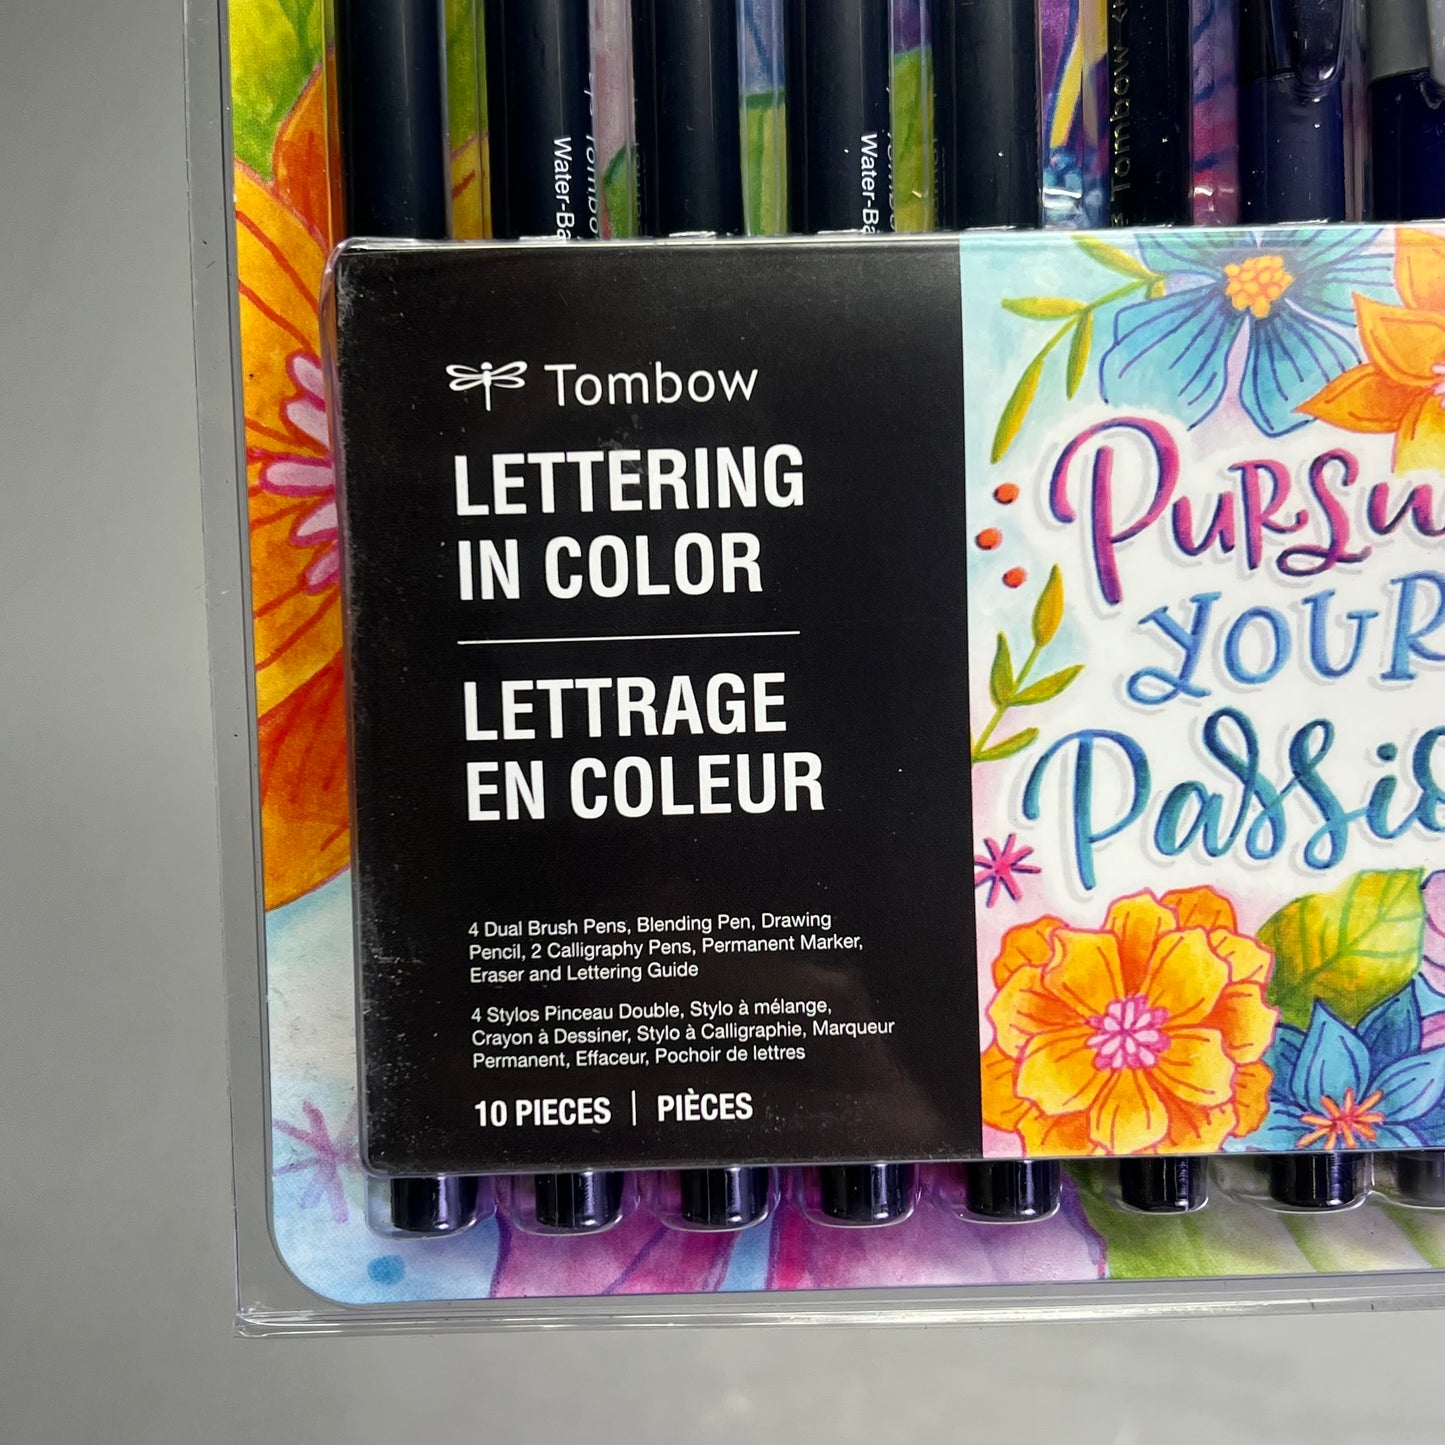 Tombow
Water-Ba
Water-Ba
Tombow
LETTERING
IN COLOR
LETTRAGE
EN COLEUR
4 Dual Brush Pens, Blending Pen, Drawing
Pencil, 2 Calligraphy Pens, Permanent Marker,
Eraser and Lettering Guide
4 Stylos Pinceau Double, Stylo à mélange,
Crayon à Dessiner, Stylo à Calligraphie, Marqueur
Permanent, Effaceur, Pochoir de lettres
10 PIECES | PIÈCES
PURSU
YOUR
Passio